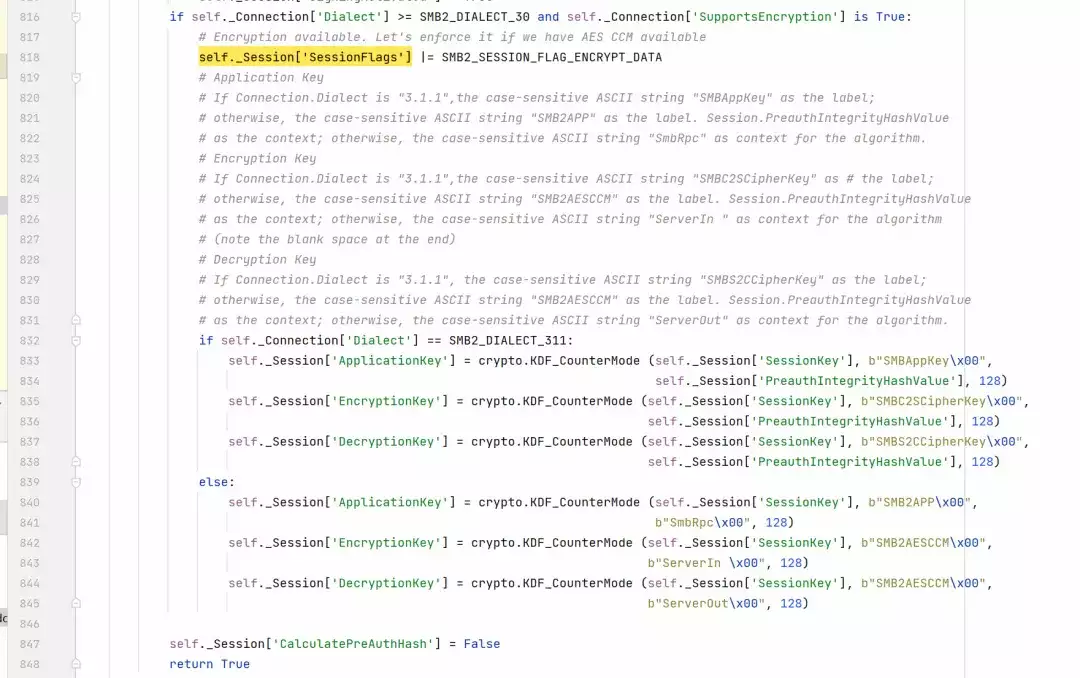 816 if self._Connection['Dialect'] >= SMB2_DIALECT_30 and self._Connection['SupportsEncryption'] is True:
817 # Encryption available. Let's enforce it if we have AES CCM available
818 self._Session['SessionFlags'] |= SMB2_SESSION_FLAG_ENCRYPT_DATA
819 # Application Key
820 # If Connection.Dialect is "3.1.1",the case-sensitive ASCII string "SMBAppKey" as the label;
821 # otherwise, the case-sensitive ASCII string "SMB2APP" as the label. Session.PreauthIntegrityHashValue
822 # as the context; otherwise, the case-sensitive ASCII string "SmbRpc" as context for the algorithm.
823 # Encryption Key
824 # If Connection.Dialect is "3.1.1",the case-sensitive ASCII string "SMBC2SCipherKey" as # the label;
825 # otherwise, the case-sensitive ASCII string "SMB2AESCCM" as the label. Session.PreauthIntegrityHashValue
826 # as the context; otherwise, the case-sensitive ASCII string "ServerIn " as context for the algorithm
827 # (note the blank space at the end)
828 # Decryption Key
829 # If Connection.Dialect is "3.1.1", the case-sensitive ASCII string "SMBS2CCipherKey" as the label;
830 # otherwise, the case-sensitive ASCII string "SMB2AESCCM" as the label. Session.PreauthIntegrityHashValue
831 # as the context; otherwise, the case-sensitive ASCII string "ServerOut" as context for the algorithm.
832 if self._Connection['Dialect'] == SMB2_DIALECT_311:
833 self._Session['ApplicationKey'] = crypto.KDF_CounterMode (self._Session['SessionKey'], b"SMBAppKey\x00",
834 self._Session['PreauthIntegrityHashValue'], 128)
835 self._Session['EncryptionKey'] = crypto.KDF_CounterMode (self._Session['SessionKey'], b"SMBC2SCipherKey\x00",
836 self._Session['PreauthIntegrityHashValue'], 128)
837 self._Session['DecryptionKey'] = crypto.KDF_CounterMode (self._Session['SessionKey'], b"SMBS2CCipherKey\x00",
838 self._Session['PreauthIntegrityHashValue'], 128)
839 else:
840 self._Session['ApplicationKey'] = crypto.KDF_CounterMode (self._Session['SessionKey'], b"SMB2APP\x00",
841 b"SmbRpc\x00", 128)
842 self._Session['EncryptionKey'] = crypto.KDF_CounterMode (self._Session['SessionKey'], b"SMB2AESCCM\x00",
843 b"ServerIn \x00", 128)
844 self._Session['DecryptionKey'] = crypto.KDF_CounterMode (self._Session['SessionKey'], b"SMB2AESCCM\x00",
845 b"ServerOut\x00", 128)
846
847 self._Session['CalculatePreAuthHash'] = False
848 return True